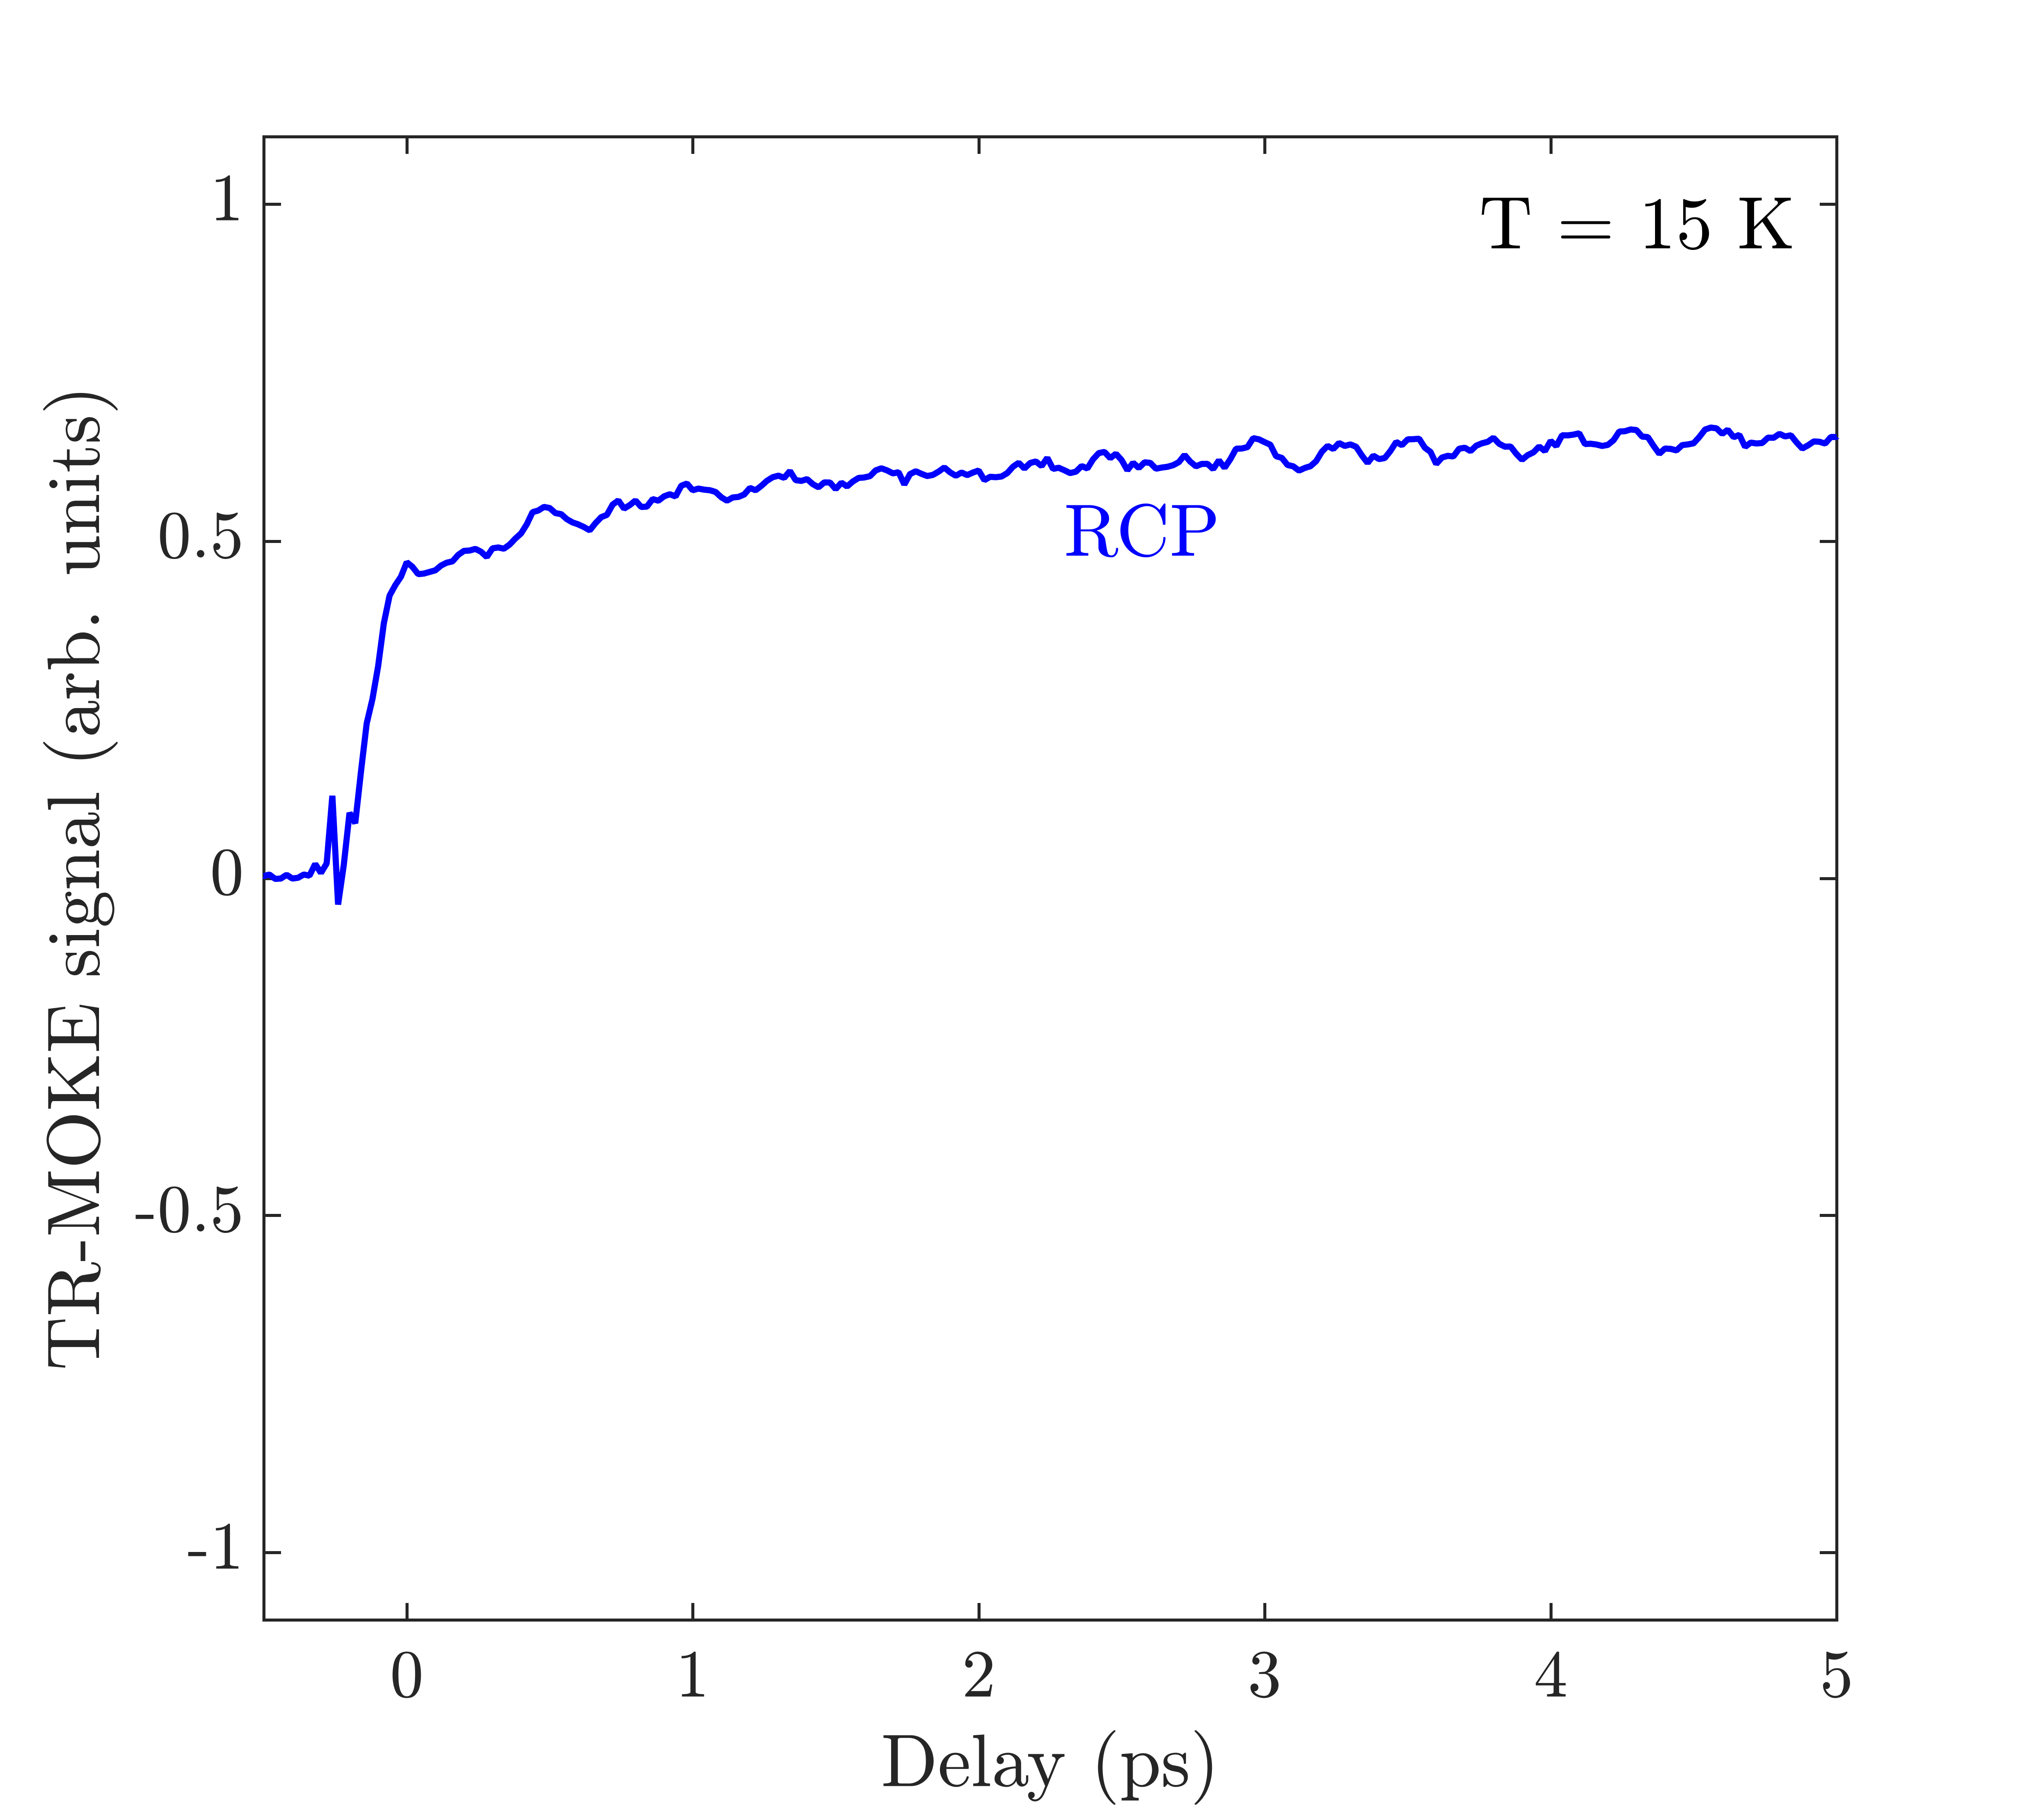 1
T = 15 K
0.5
RCP
0
-0.5
-1
TR-MOKE signal (arb. units)
0 1 2 3 4 5
Delay (ps)